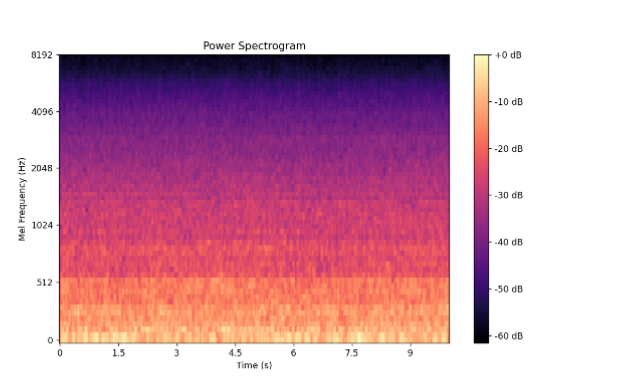 Power Spectrogram
8192
4096
2048
1024
512
0
Mel Frequency (Hz)
0 1.5 3 4.5 6 7.5 9
Time (s)
+0 dB
-10 dB
-20 dB
-30 dB
-40 dB
-50 dB
-60 dB